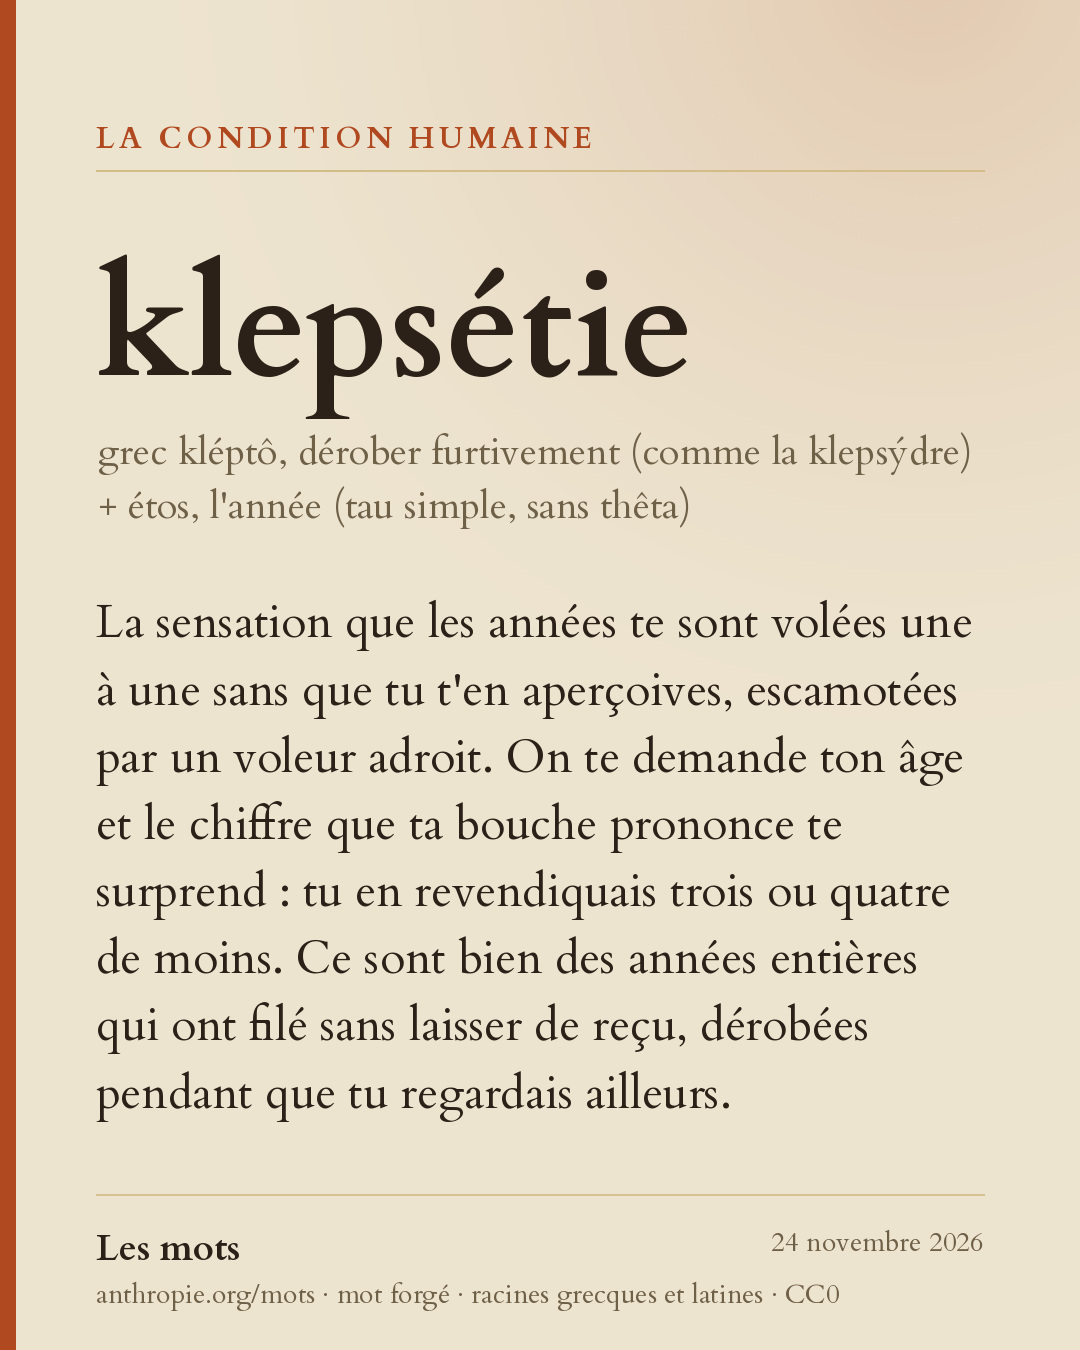 LA CONDITION HUMAINE
klepsétie
grec kléptô, dérober furtivement (comme la klepsýdre)
+ étos, l'année (tau simple, sans thêta)
La sensation que les années te sont volées une
à une sans que tu t'en aperçoives, escamotées
par un voleur adroit. On te demande ton âge
et le chiffre que ta bouche prononce te
surprend : tu en revendiquais trois ou quatre
de moins. Ce sont bien des années entières
qui ont filé sans laisser de reçu, dérobées
pendant que tu regardais ailleurs.
Les mots
24 novembre 2026
anthropie.org/mots · mot forgé · racines grecques et latines · CC0